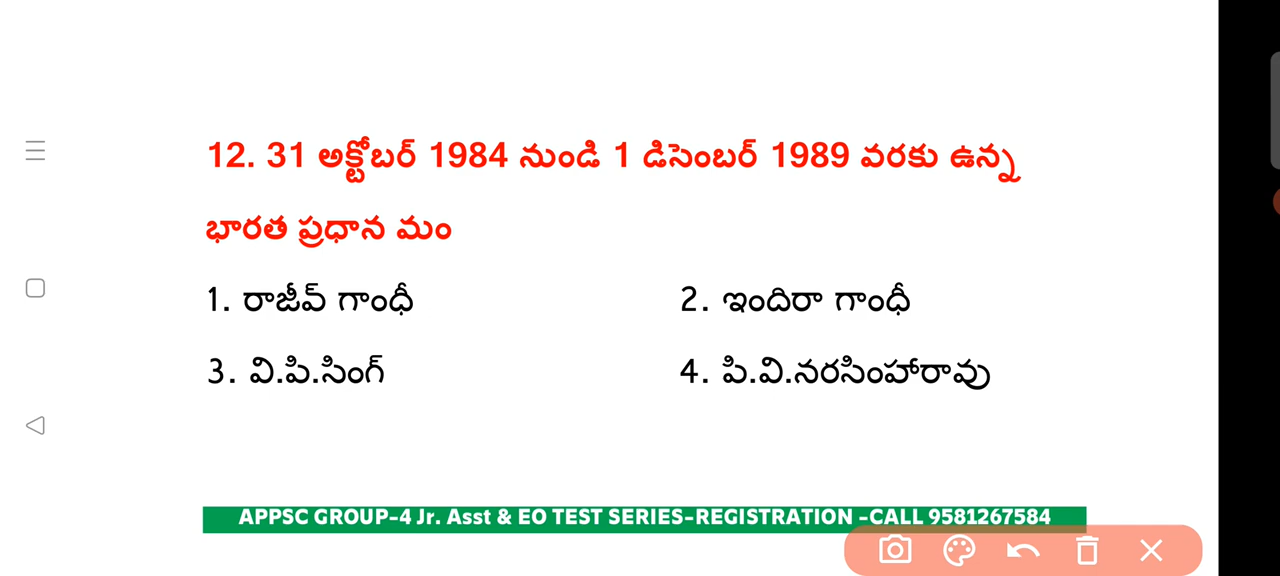 12. 31 అక్టోబర్ 1984 నుండి 1 డిసెంబర్ 1989 వరకు ఉన్న
భారత ప్రధాన మం
1. రాజీవ్ గాంధీ 2. ఇందిరా గాంధీ
3. వి.పి.సింగ్ 4. పి.వి.నరసింహారావు
APPSC GROUP-4 Jr. Asst & EO TEST SERIES-REGISTRATION -CALL 9581267584